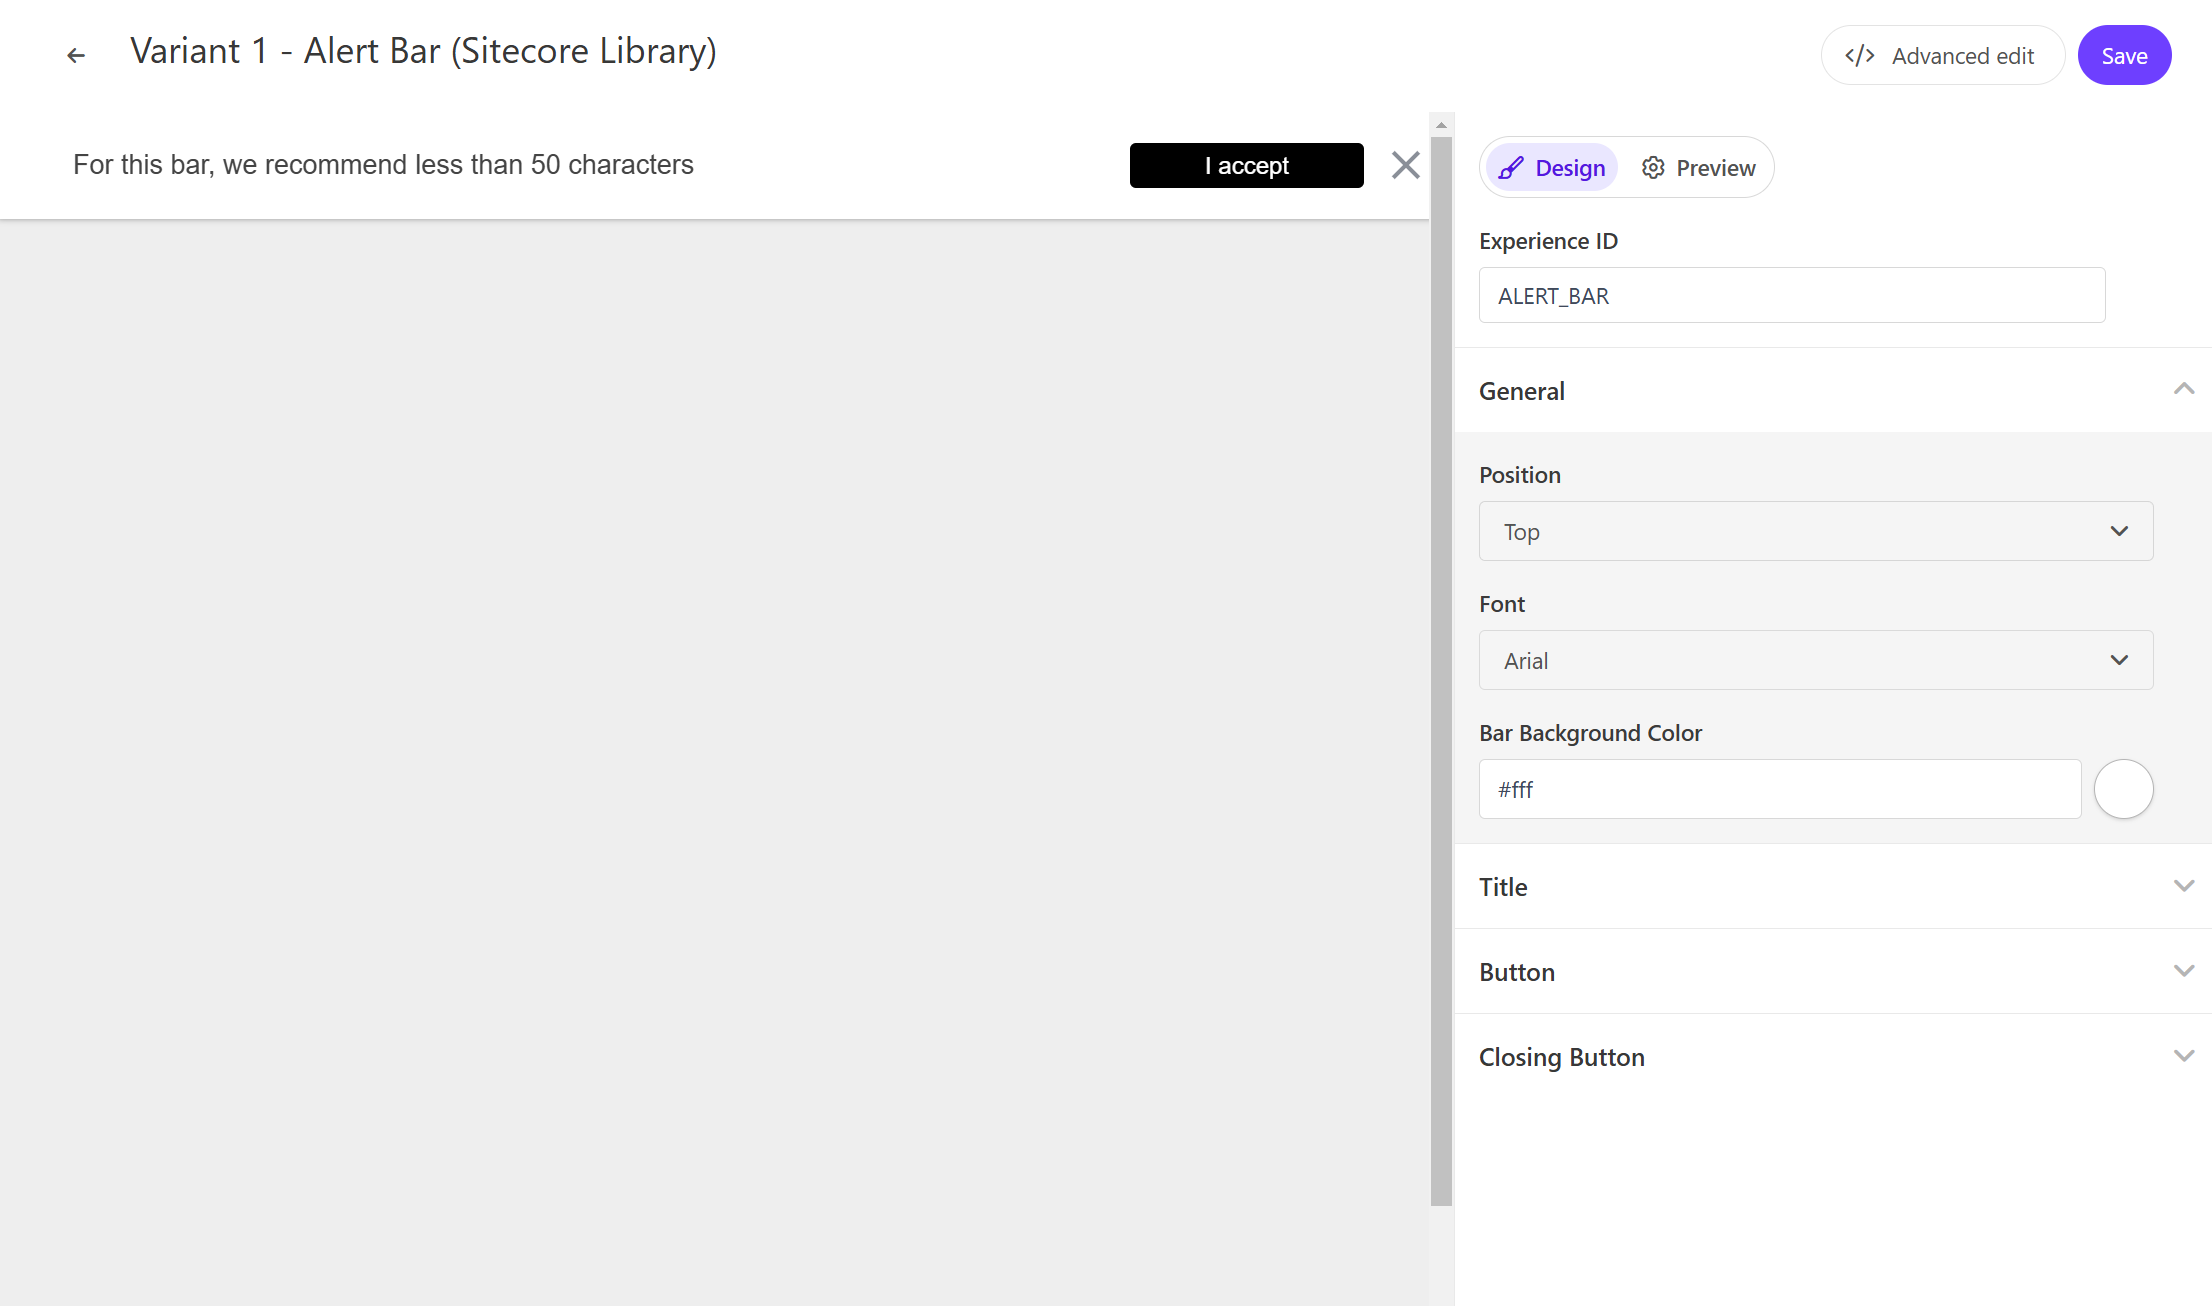 Variant 1 - Alert Bar (Sitecore Library)
</> Advanced edit
Save
For this bar, we recommend less than 50 characters
I accept
Design
Preview
Experience ID
ALERT_BAR
General
Position
Top
Font
Arial
Bar Background Color
#fff
Title
Button
Closing Button